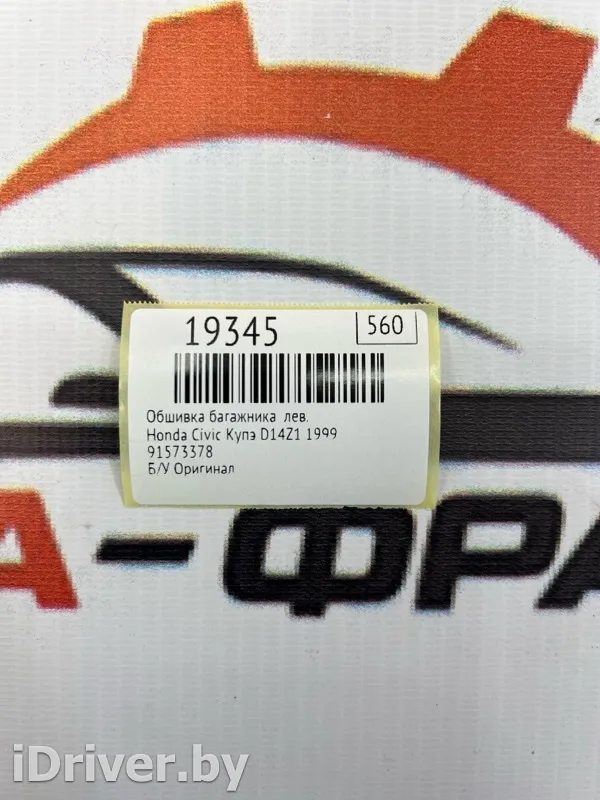 19345
560
Обшивка багажника лев.
Honda Civic Купэ D14Z1 1999
91573378
Б/У Оригинал
А-ФРА
iDriver.by